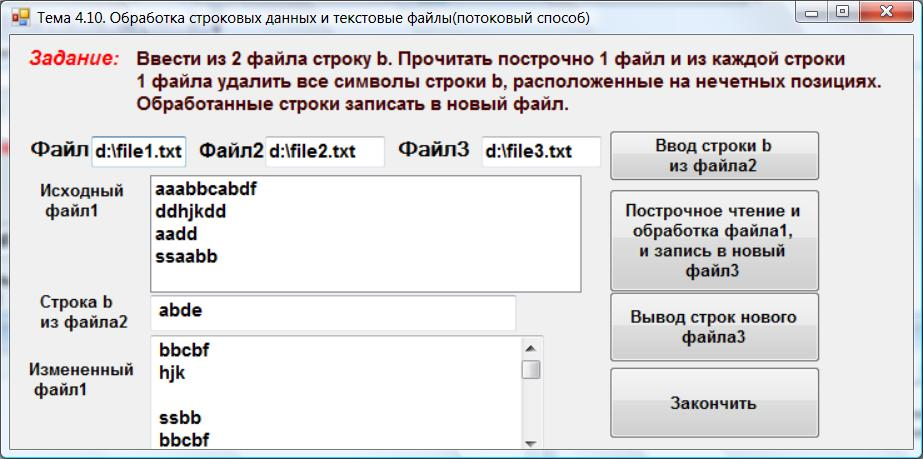 Тема 4.10. Обработка строковых данных и текстовые файлы(потоковый способ)
Задание: Ввести из 2 файла строку b. Прочитать построчно 1 файл и из каждой строки
1 файла удалить все символы строки b, расположенные на нечетных позициях.
Обработанные строки записать в новый файл.
Файл d:\file1.txt Файл2 d:\file2.txt Файл3 d:\file3.txt
Ввод строки b
из файла2
Исходный
файл1
aaabbcabdf
ddhjkdd
aadd
ssaabb
Построчное чтение и
обработка файла1,
и запись в новый
файл3
Строка b
из файла2
abde
Вывод строк нового
файла3
Измененный
файл1
bbcbf
hjk
ssbb
bbcbf
Закончить